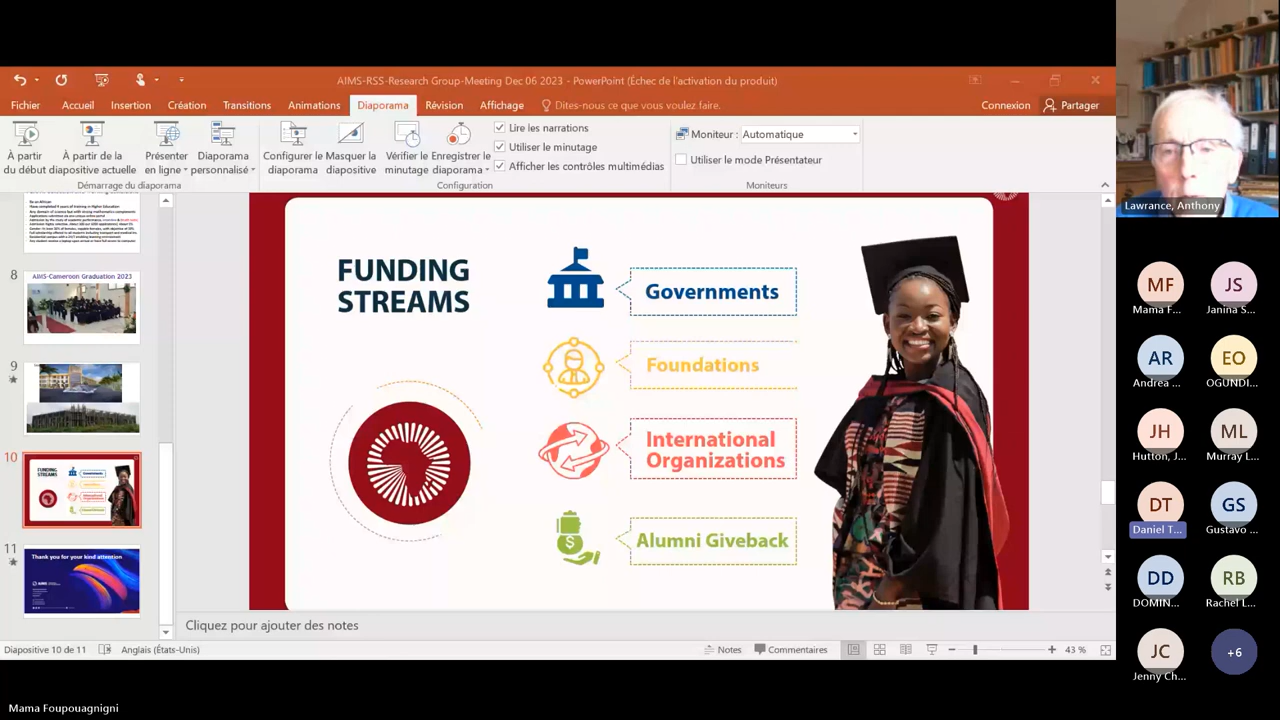 AIMS-RSS-Research Group-Meeting Dec 06 2023 - PowerPoint (Échec de l'activation du produit)
Fichier Accueil Insertion Création Transitions Animations Diaporama Révision Affichage Dites-nous ce que vous voulez faire. Connexion Partager
À partir du début
À partir de la diapositive actuelle
Présenter en ligne
Diaporama personnalisé
Démarrage du diaporama
Configurer le diaporama
Masquer la diapositive
Vérifier le minutage
Enregistrer le diaporama
Lire les narrations
Utiliser le minutage
Afficher les contrôles multimédias
Configuration
Moniteur : Automatique
Utiliser le mode Présentateur
Moniteurs
8
AIMS-Cameroon Graduation 2023
9
10
FUNDING
STREAMS
11
Thank you for your kind attention
FUNDING
STREAMS
Governments
Foundations
International
Organizations
Alumni Giveback
Cliquez pour ajouter des notes
Diapositive 10 de 11 Anglais (États-Unis) Notes Commentaires 43 %
Mama Foupouagnigni
Lawrance, Anthony
MF JS
Mama F... Janina S...
AR EO
Andrea ... OGUNDI...
JH ML
Hutton, J... Murray L...
DT GS
Daniel T... Gustavo ...
DD RB
DOMIN... Rachel L...
JC +6
Jenny Ch...